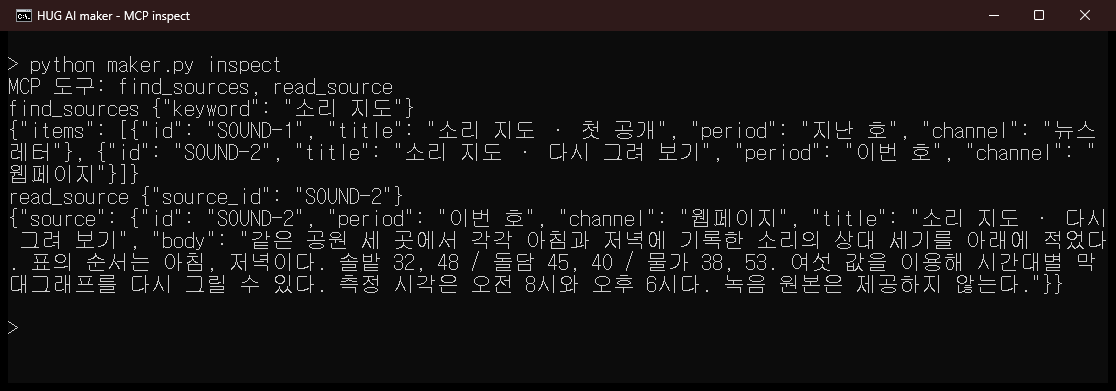 HUG AI maker - MCP inspect
> python maker.py inspect
MCP 도구: find_sources, read_source
find_sources {"keyword": "소리 지도"}
{"items": [{"id": "SOUND-1", "title": "소리 지도 · 첫 공개", "period": "지난 호", "channel": "뉴스
레터"}, {"id": "SOUND-2", "title": "소리 지도 · 다시 그려 보기", "period": "이번 호", "channel": "
웹페이지"}]}
read_source {"source_id": "SOUND-2"}
{"source": {"id": "SOUND-2", "period": "이번 호", "channel": "웹페이지", "title": "소리 지도 · 다시
 그려 보기", "body": "같은 공원 세 곳에서 각각 아침과 저녁에 기록한 소리의 상대 세기를 아래에 적었다
. 표의 순서는 아침, 저녁이다. 솔밭 32, 48 / 돌담 45, 40 / 물가 38, 53. 여섯 값을 이용해 시간대별 막
대그래프를 다시 그릴 수 있다. 측정 시각은 오전 8시와 오후 6시다. 녹음 원본은 제공하지 않는다."}}
>